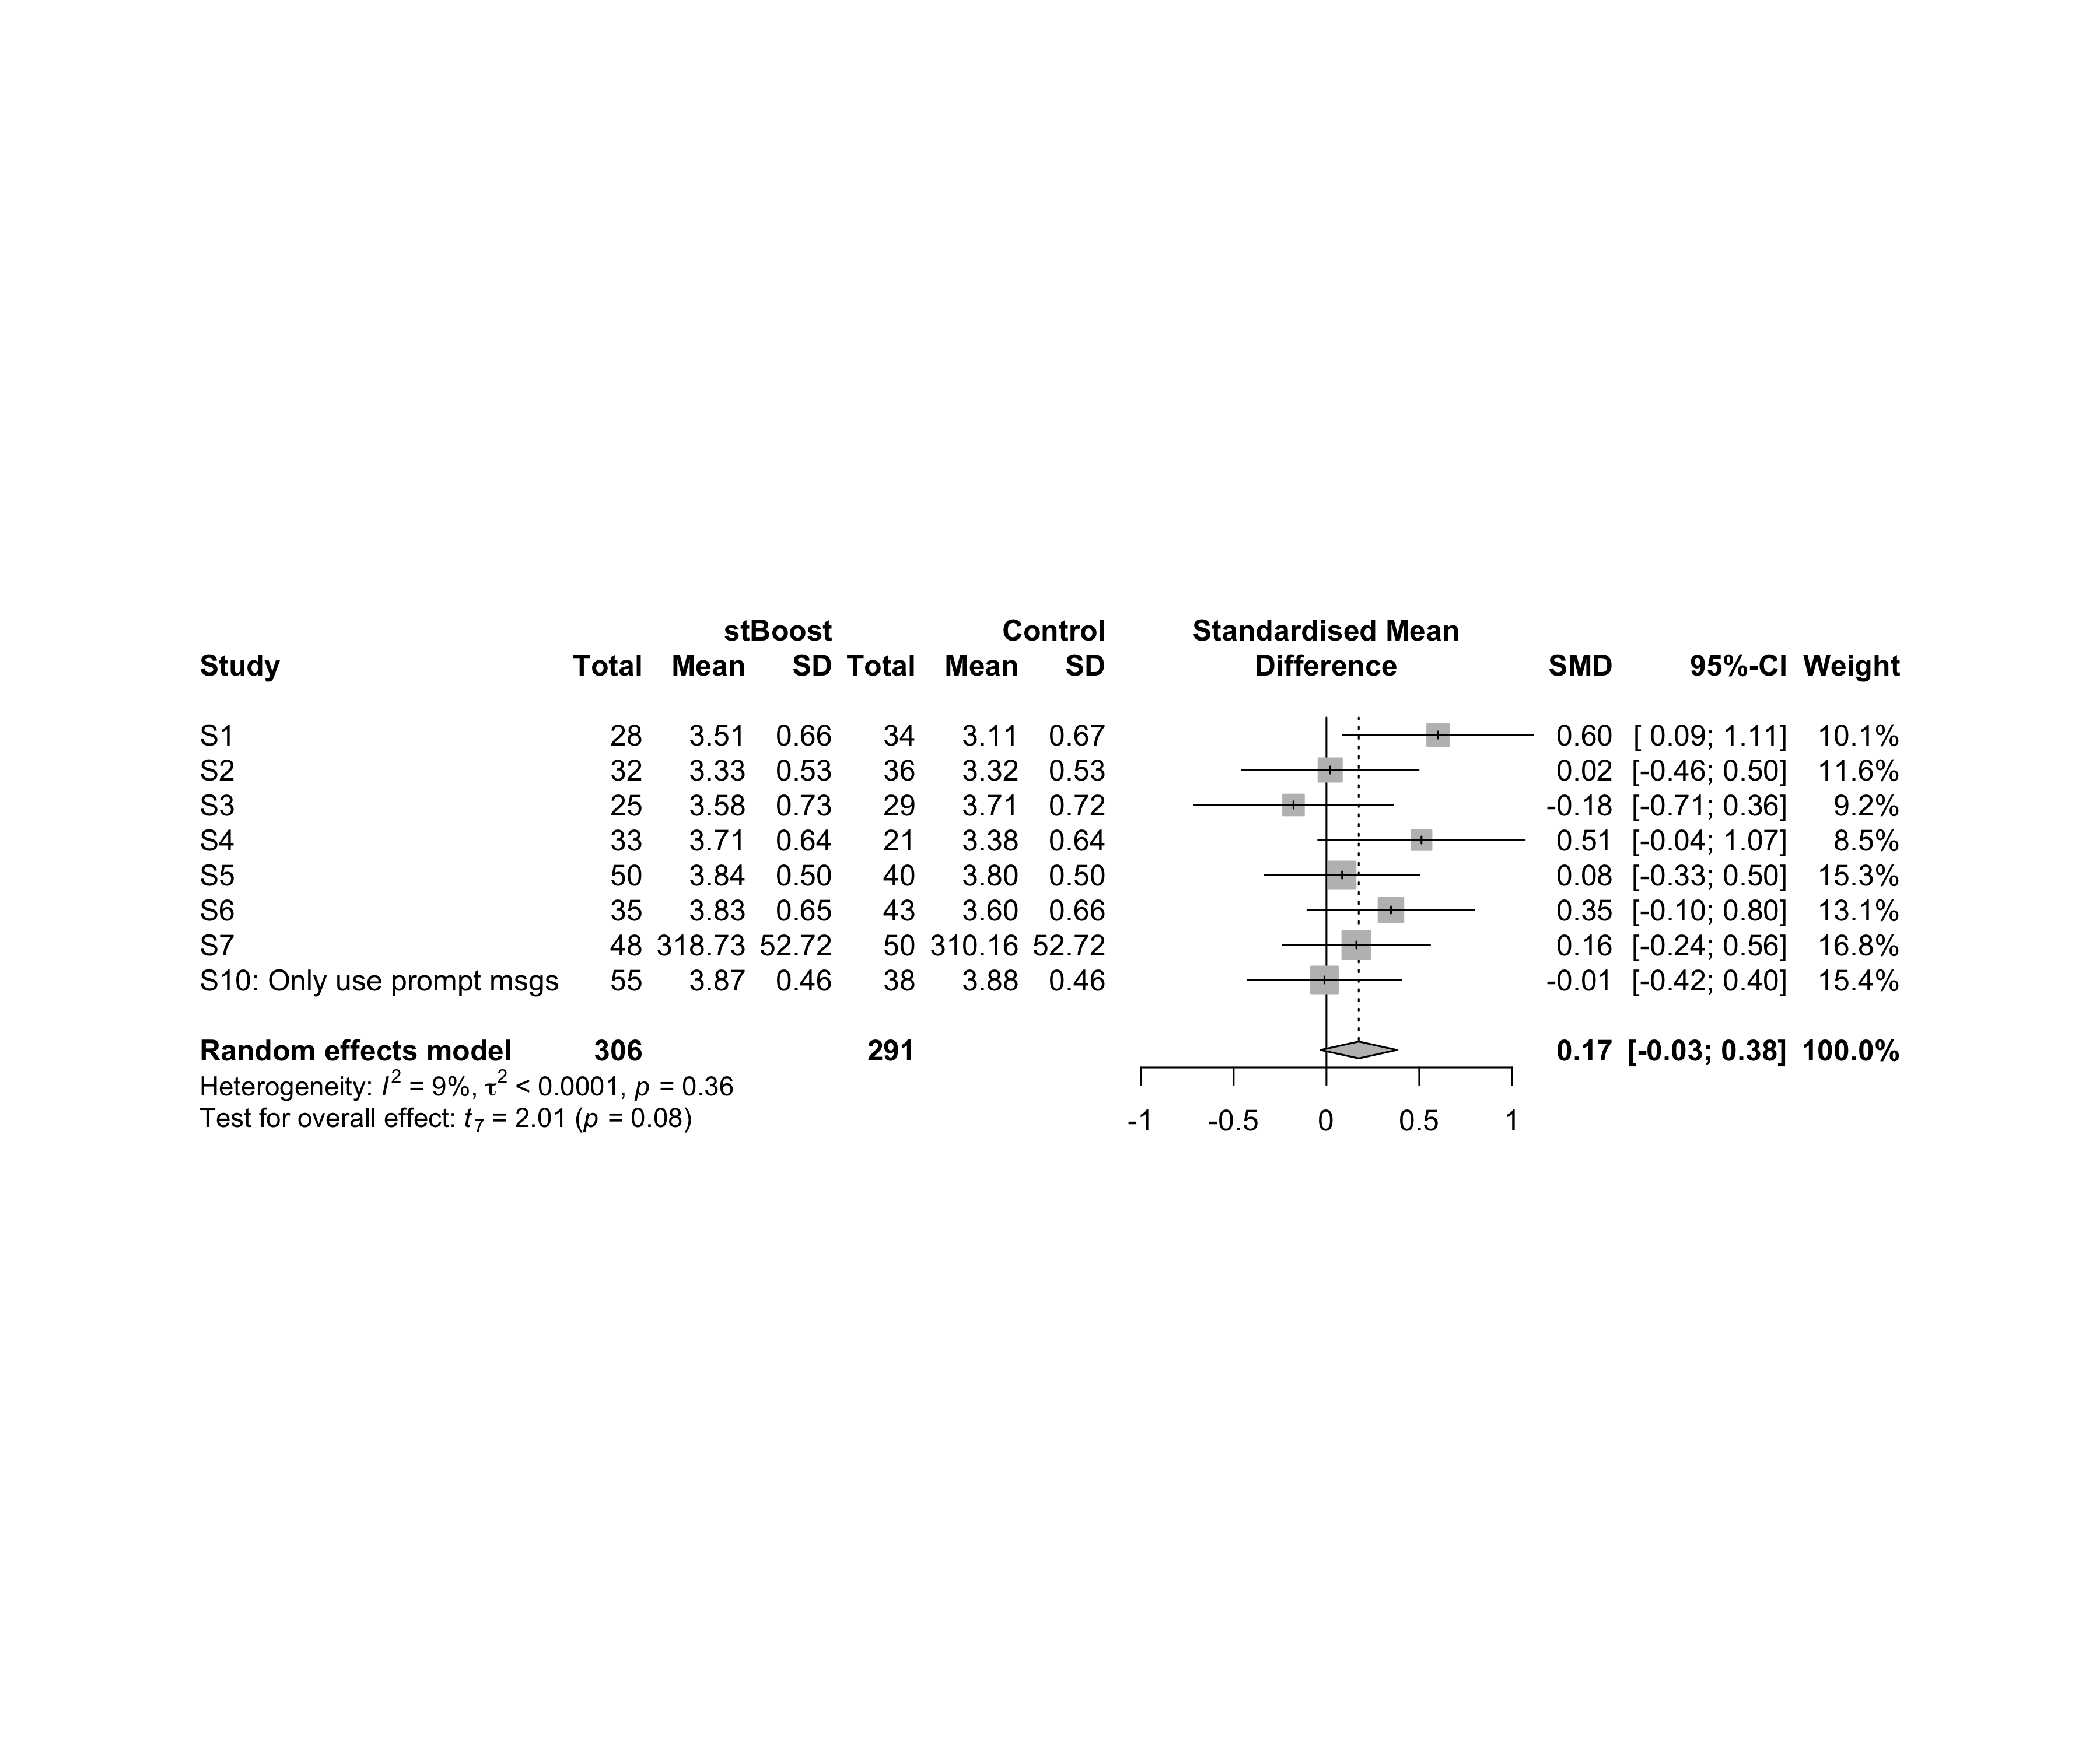 stBoost Control Standardised Mean
Study Total Mean SD Total Mean SD Difference SMD 95%-CI Weight
S1 28 3.51 0.66 34 3.11 0.67 0.60 [ 0.09; 1.11] 10.1%
S2 32 3.33 0.53 36 3.32 0.53 0.02 [-0.46; 0.50] 11.6%
S3 25 3.58 0.73 29 3.71 0.72 -0.18 [-0.71; 0.36] 9.2%
S4 33 3.71 0.64 21 3.38 0.64 0.51 [-0.04; 1.07] 8.5%
S5 50 3.84 0.50 40 3.80 0.50 0.08 [-0.33; 0.50] 15.3%
S6 35 3.83 0.65 43 3.60 0.66 0.35 [-0.10; 0.80] 13.1%
S7 48 318.73 52.72 50 310.16 52.72 0.16 [-0.24; 0.56] 16.8%
S10: Only use prompt msgs 55 3.87 0.46 38 3.88 0.46 -0.01 [-0.42; 0.40] 15.4%
Random effects model 306 291 0.17 [-0.03; 0.38] 100.0%
Heterogeneity: I² = 9%, τ² < 0.0001, p = 0.36
Test for overall effect: t₇ = 2.01 (p = 0.08)
-1 -0.5 0 0.5 1